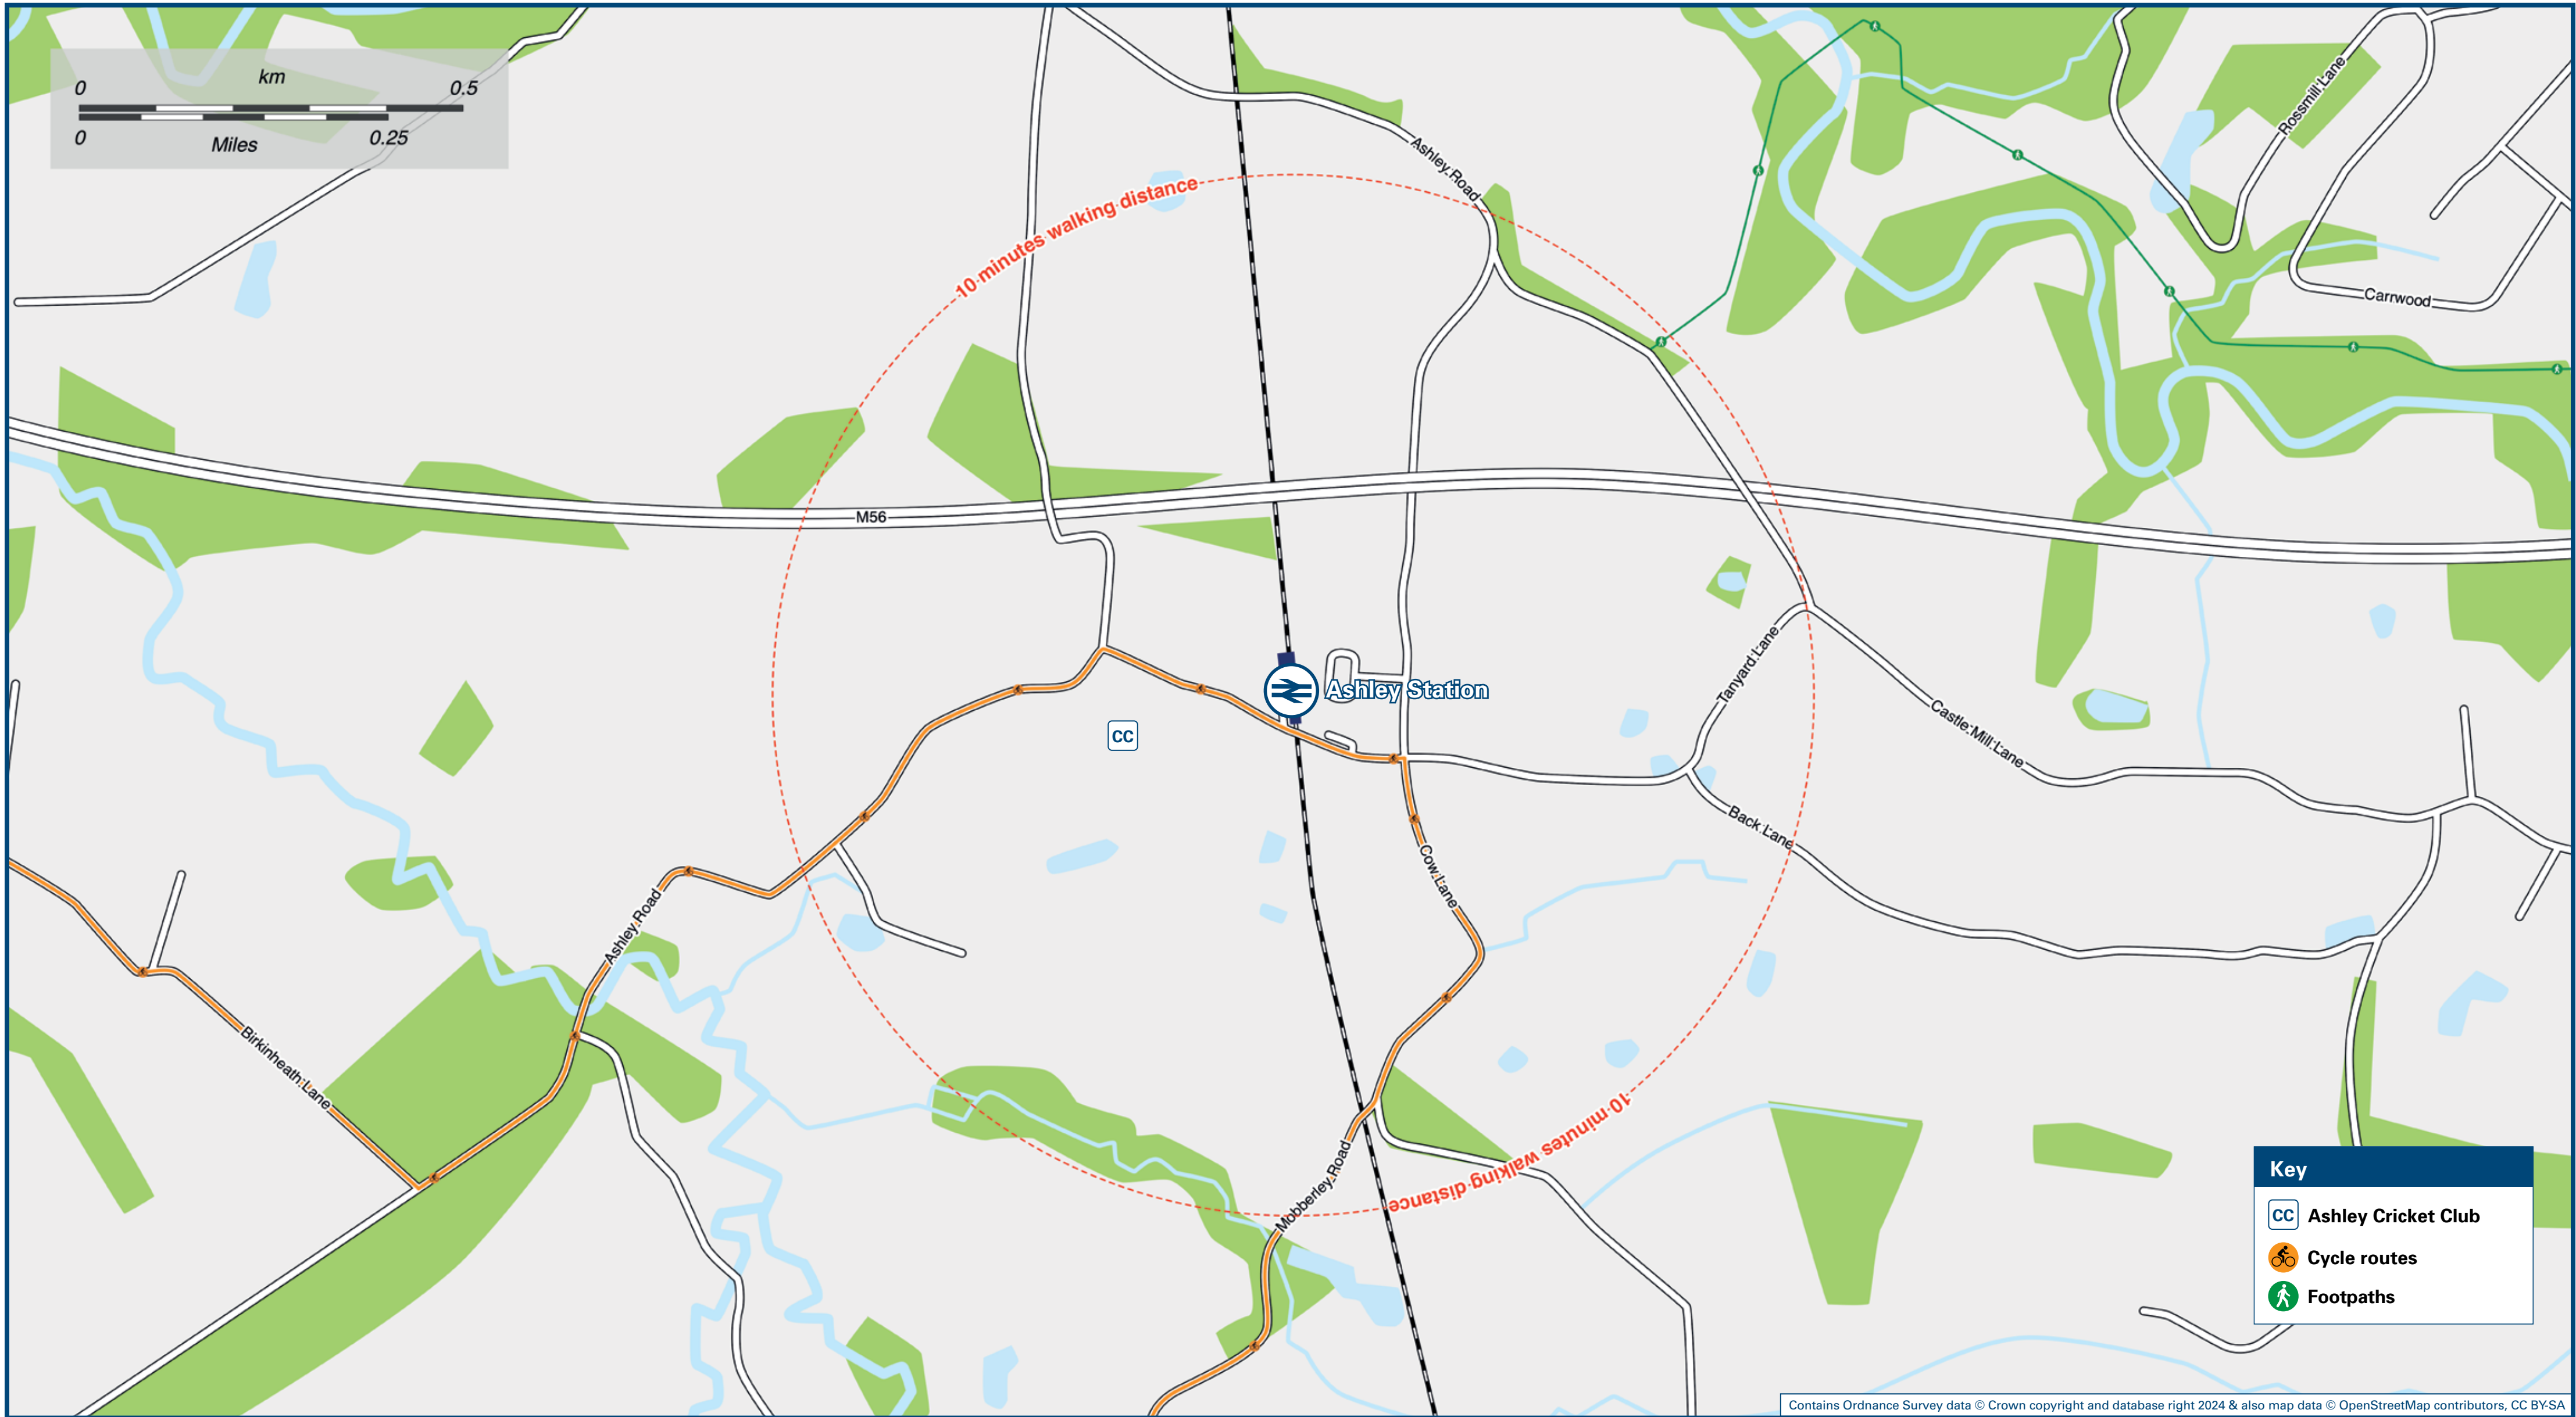 km
0 0.5
0 0.25
Miles
Ashley Road
Rossmill Lane
Carrwood
10 minutes walking distance
M56
Ashley Station
CC
Tanyard Lane
Castle Mill Lane
Back Lane
Cow Lane
Ashley Road
Birkinheath Lane
Mobberley Road
10 minutes walking distance
Key
CC Ashley Cricket Club
Cycle routes
Footpaths
Contains Ordnance Survey data © Crown copyright and database right 2024 & also map data © OpenStreetMap contributors, CC BY-SA